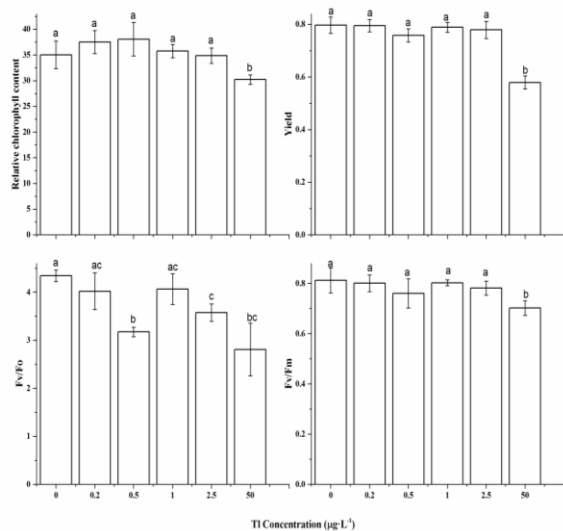 Relative chlorophyll content
40
35
30
25
20
15
10
5
0
a
a
a
a
a
b
Yield
0.8
0.6
0.4
0.2
0.0
a
a
a
a
a
b
Fv/Fo
4
3
2
1
0
a
ac
b
ac
c
bc
0 0.2 0.5 1 2.5 50
Fv/Fm
0.8
0.6
0.4
0.2
0.0
a
a
a
a
a
b
0 0.2 0.5 1 2.5 50
Tl Concentration (μg·L⁻¹)